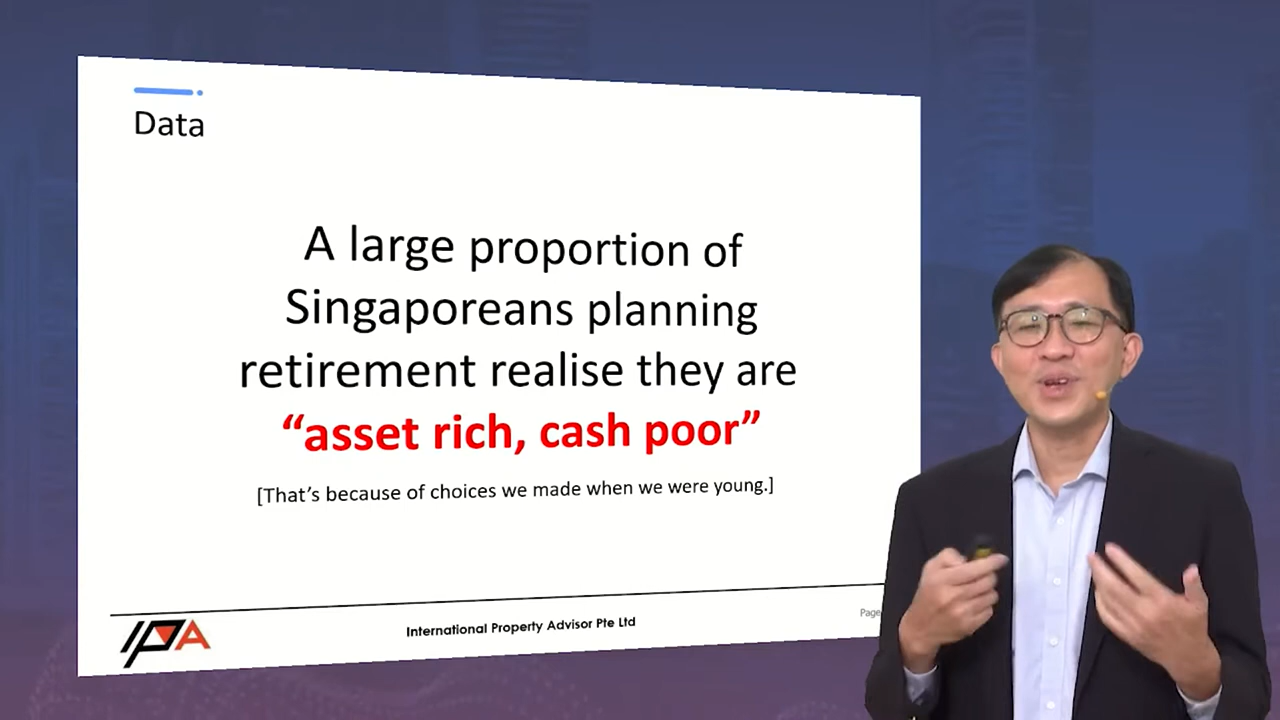 Data
A large proportion of
Singaporeans planning
retirement realise they are
“asset rich, cash poor”
[That’s because of choices we made when we were young.]
Page
IPA
International Property Advisor Pte Ltd